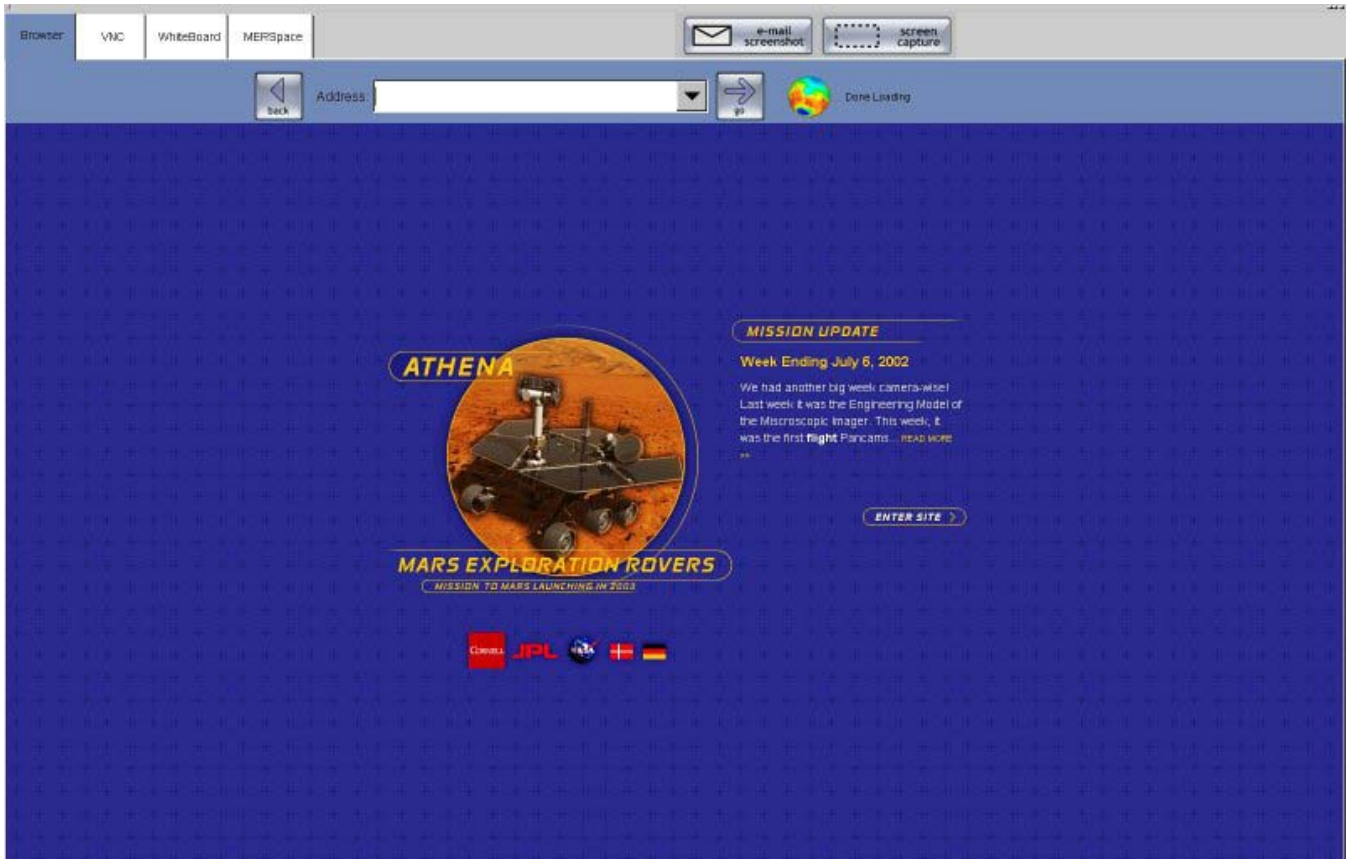 Browser VNC WhiteBoard MERSpace
e-mail
screenshot
screen
capture
back
Address:
go
Done Loading
ATHENA
MARS EXPLORATION ROVERS
MISSION TO MARS LAUNCHING IN 2003
MISSION UPDATE
Week Ending July 6, 2002
We had another big week camera-wise!
Last week it was the Engineering Model of
the Miscroscopic Imager. This week, it
was the first flight Pancams... READ MORE
>>
ENTER SITE >
CORNELL JPL NASA